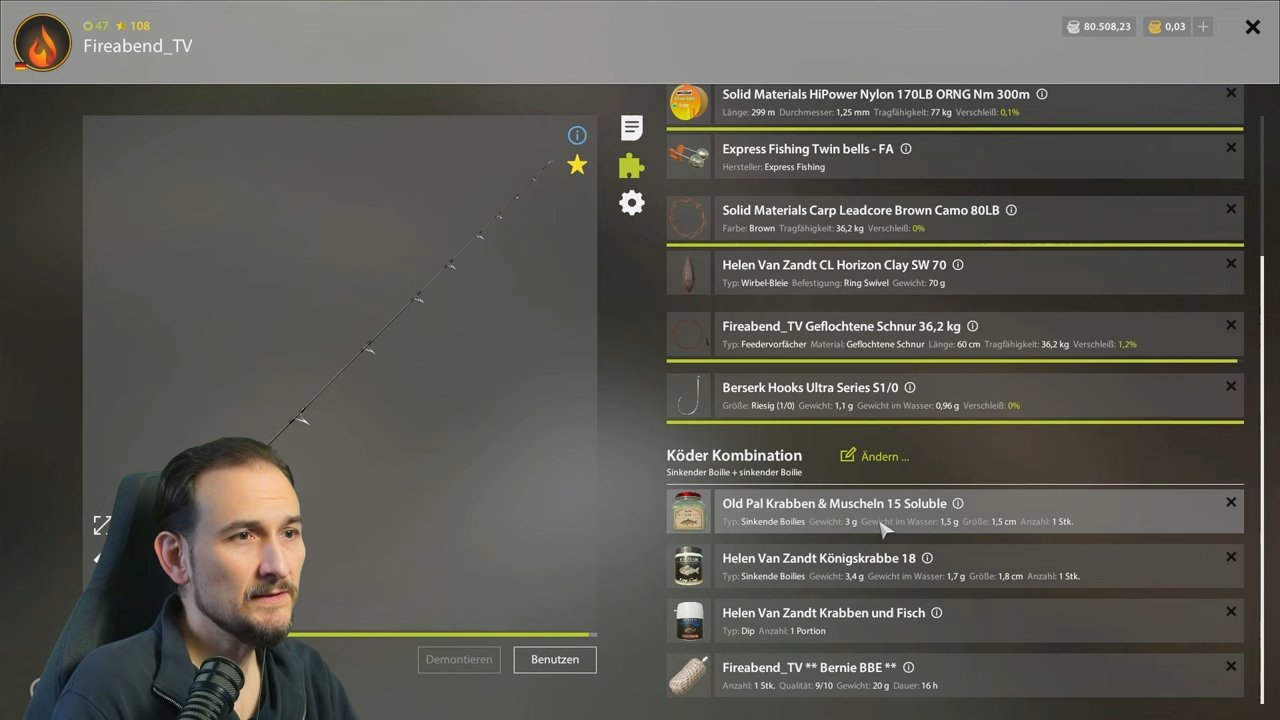 47 108
Fireabend_TV
80.508,23
0,03
Solid Materials HiPower Nylon 170LB ORNG Nm 300m
Länge: 299 m Durchmesser: 1,25 mm Tragfähigkeit: 77 kg Verschleiß: 0,1%
Express Fishing Twin bells - FA
Hersteller: Express Fishing
Solid Materials Carp Leadcore Brown Camo 80LB
Farbe: Brown Tragfähigkeit: 36,2 kg Verschleiß: 0%
Helen Van Zandt CL Horizon Clay SW 70
Typ: Wirbel-Bleie Befestigung: Ring Swivel Gewicht: 70 g
Fireabend_TV Geflochtene Schnur 36,2 kg
Typ: Feedervorfächer Material: Geflochtene Schnur Länge: 60 cm Tragfähigkeit: 36,2 kg Verschleiß: 1,2%
Berserk Hooks Ultra Series S1/0
Größe: Riesig (1/0) Gewicht: 1,1 g Gewicht im Wasser: 0,96 g Verschleiß: 0%
Köder Kombination
Ändern ...
Sinkender Boilie + sinkender Boilie
Old Pal Krabben & Muscheln 15 Soluble
Typ: Sinkende Boilies Gewicht: 3 g Gewicht im Wasser: 1,5 g Größe: 1,5 cm Anzahl: 1 Stk.
Helen Van Zandt Königskrabbe 18
Typ: Sinkende Boilies Gewicht: 3,4 g Gewicht im Wasser: 1,7 g Größe: 1,8 cm Anzahl: 1 Stk.
Helen Van Zandt Krabben und Fisch
Typ: Dip Anzahl: 1 Portion
Fireabend_TV ** Bernie BBE **
Anzahl: 1 Stk. Qualität: 9/10 Gewicht: 20 g Dauer: 16 h
Demontieren
Benutzen